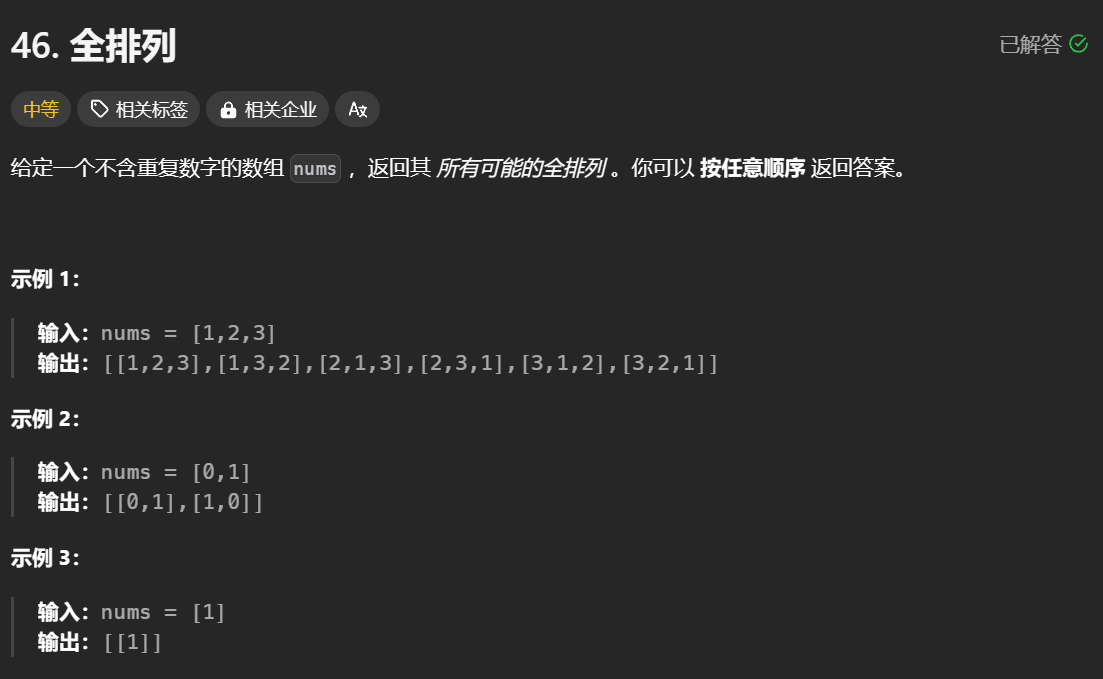 46. 全排列
已解答
中等 相关标签 相关企业 Az
给定一个不含重复数字的数组 nums ，返回其 所有可能的全排列 。你可以 按任意顺序 返回答案。
示例 1：
输入：nums = [1,2,3]
输出：[[1,2,3],[1,3,2],[2,1,3],[2,3,1],[3,1,2],[3,2,1]]
示例 2：
输入：nums = [0,1]
输出：[[0,1],[1,0]]
示例 3：
输入：nums = [1]
输出：[[1]]